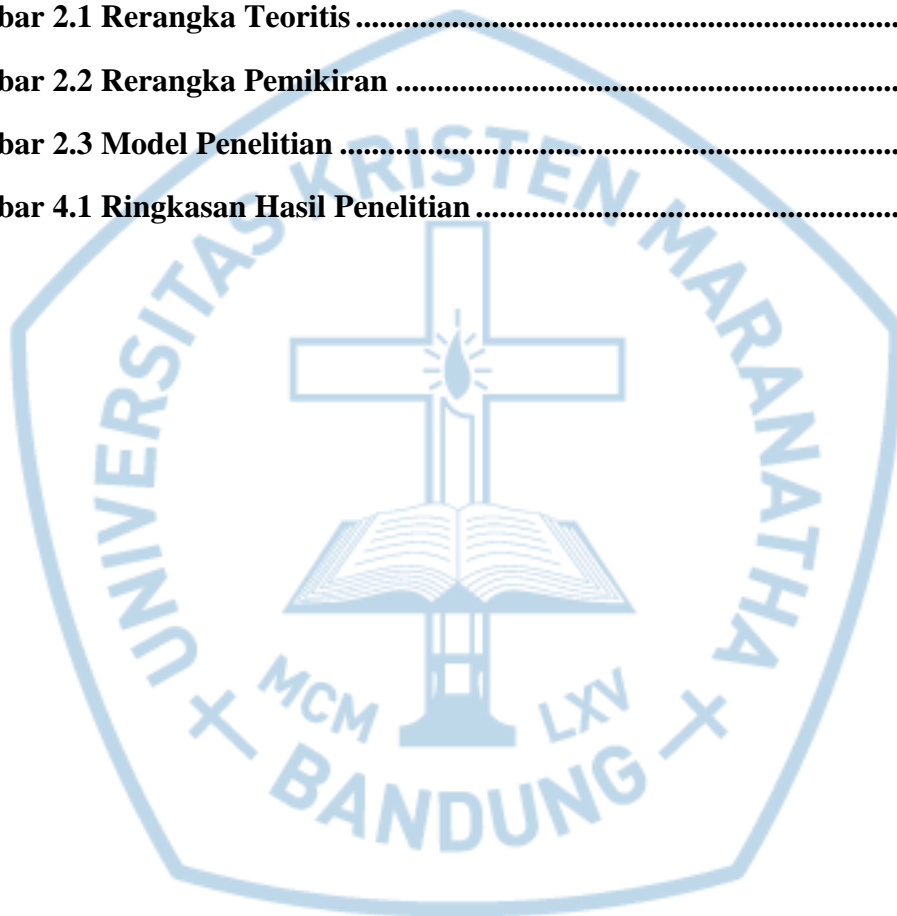 bar 2.1 Rerangka Teoritis
bar 2.2 Rerangka Pemikiran
bar 2.3 Model Penelitian
bar 4.1 Ringkasan Hasil Penelitian
UNIVERSITAS KRISTEN MARANATHA
MCM LXV
BANDUNG